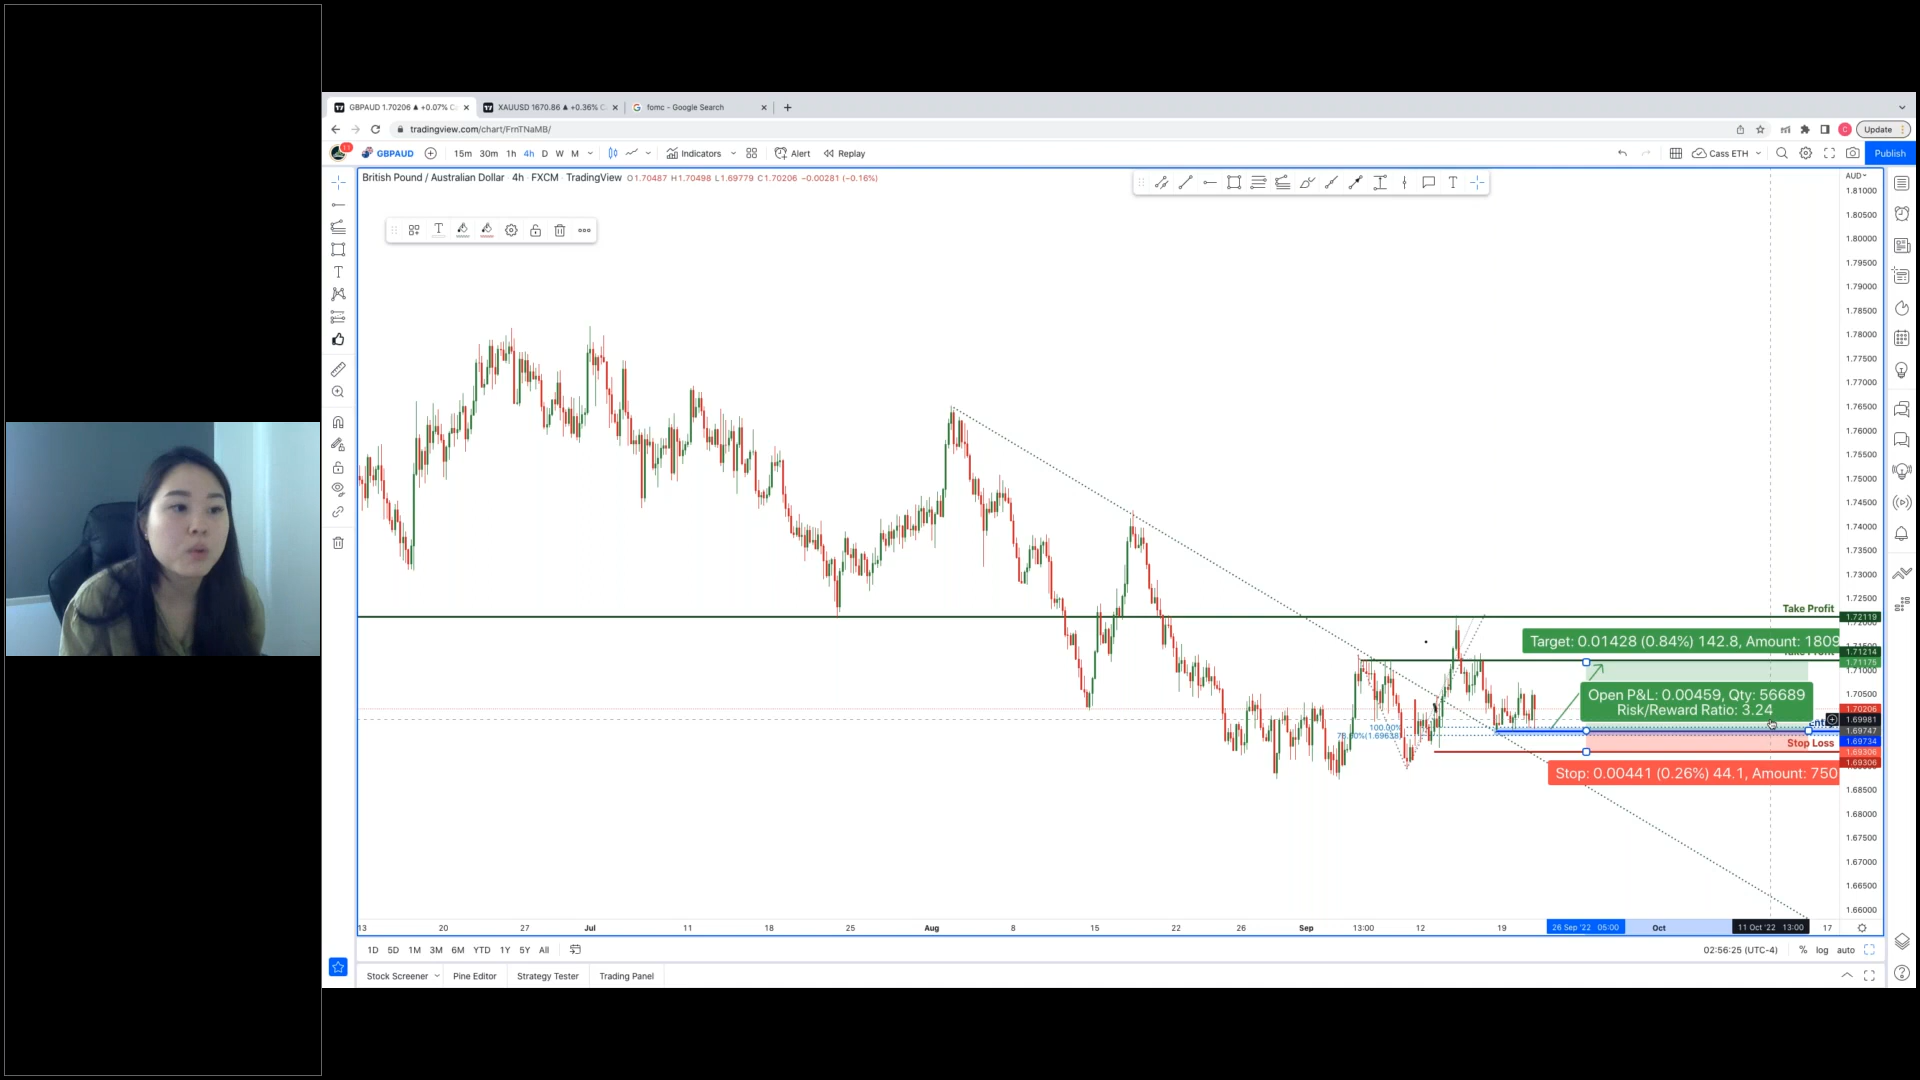 GBPAUD 1.70206 ▲ +0.07% C
XAUUSD 1670.86 ▲ +0.36% C
fomc - Google Search
tradingview.com/chart/FrnTNaMB/
Update
GBPAUD
15m 30m 1h 4h D W M
Indicators
Alert
Replay
Cass ETH
Publish
British Pound / Australian Dollar · 4h · FXCM · TradingView O1.70487 H1.70498 L1.69779 C1.70206 −0.00281 (−0.16%)
AUD
1.81000
1.80500
1.80000
1.79500
1.79000
1.78500
1.78000
1.77500
1.77000
1.76500
1.76000
1.75500
1.75000
1.74500
1.74000
1.73500
1.73000
1.72500
Take Profit
1.72119
Target: 0.01428 (0.84%) 142.8, Amount: 1809
1.71214
1.71175
1.71000
1.70500
Open P&L: 0.00459, Qty: 56689
Risk/Reward Ratio: 3.24
1.70206
1.69981
100.00%
1.69747
1.69734
Stop Loss
1.69306
1.69306
Stop: 0.00441 (0.26%) 44.1, Amount: 750
1.68500
1.68000
1.67500
1.67000
1.66500
1.66000
13 20 27 Jul 11 18 25 Aug 8 15 22 26 Sep 13:00 12 19 26 Sep '22 05:00 Oct 11 Oct '22 13:00 17
1D 5D 1M 3M 6M YTD 1Y 5Y All
02:56:25 (UTC-4) % log auto
Stock Screener Pine Editor Strategy Tester Trading Panel